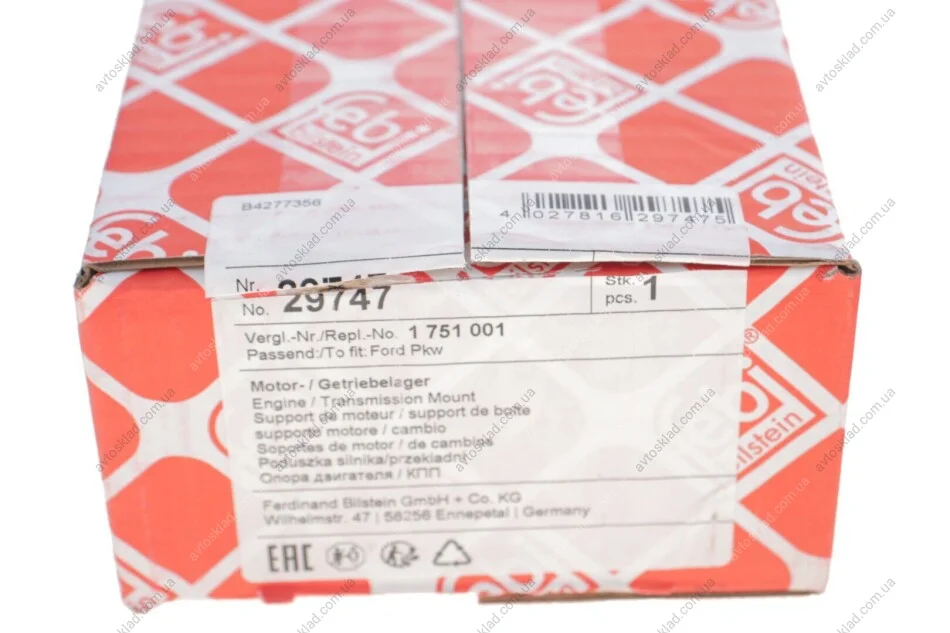 febi
bilstein
B4277356
4 027816 297475
Nr.
No. 29747
Stk.
pcs. 1
Vergl.-Nr./Repl.-No. 1 751 001
Passend:/To fit: Ford Pkw
Motor- / Getriebelager
Engine / Transmission Mount
Support de moteur / support de boîte
supporto motore / cambio
Soportes de motor / de cambios
Poduszka silnika/przekładni
Опора двигателя / КПП
Ferdinand Bilstein GmbH + Co. KG
Wilhelmstr. 47 | 58256 Ennepetal | Germany
EAC
febi
bilstein
avtosklad.com.ua